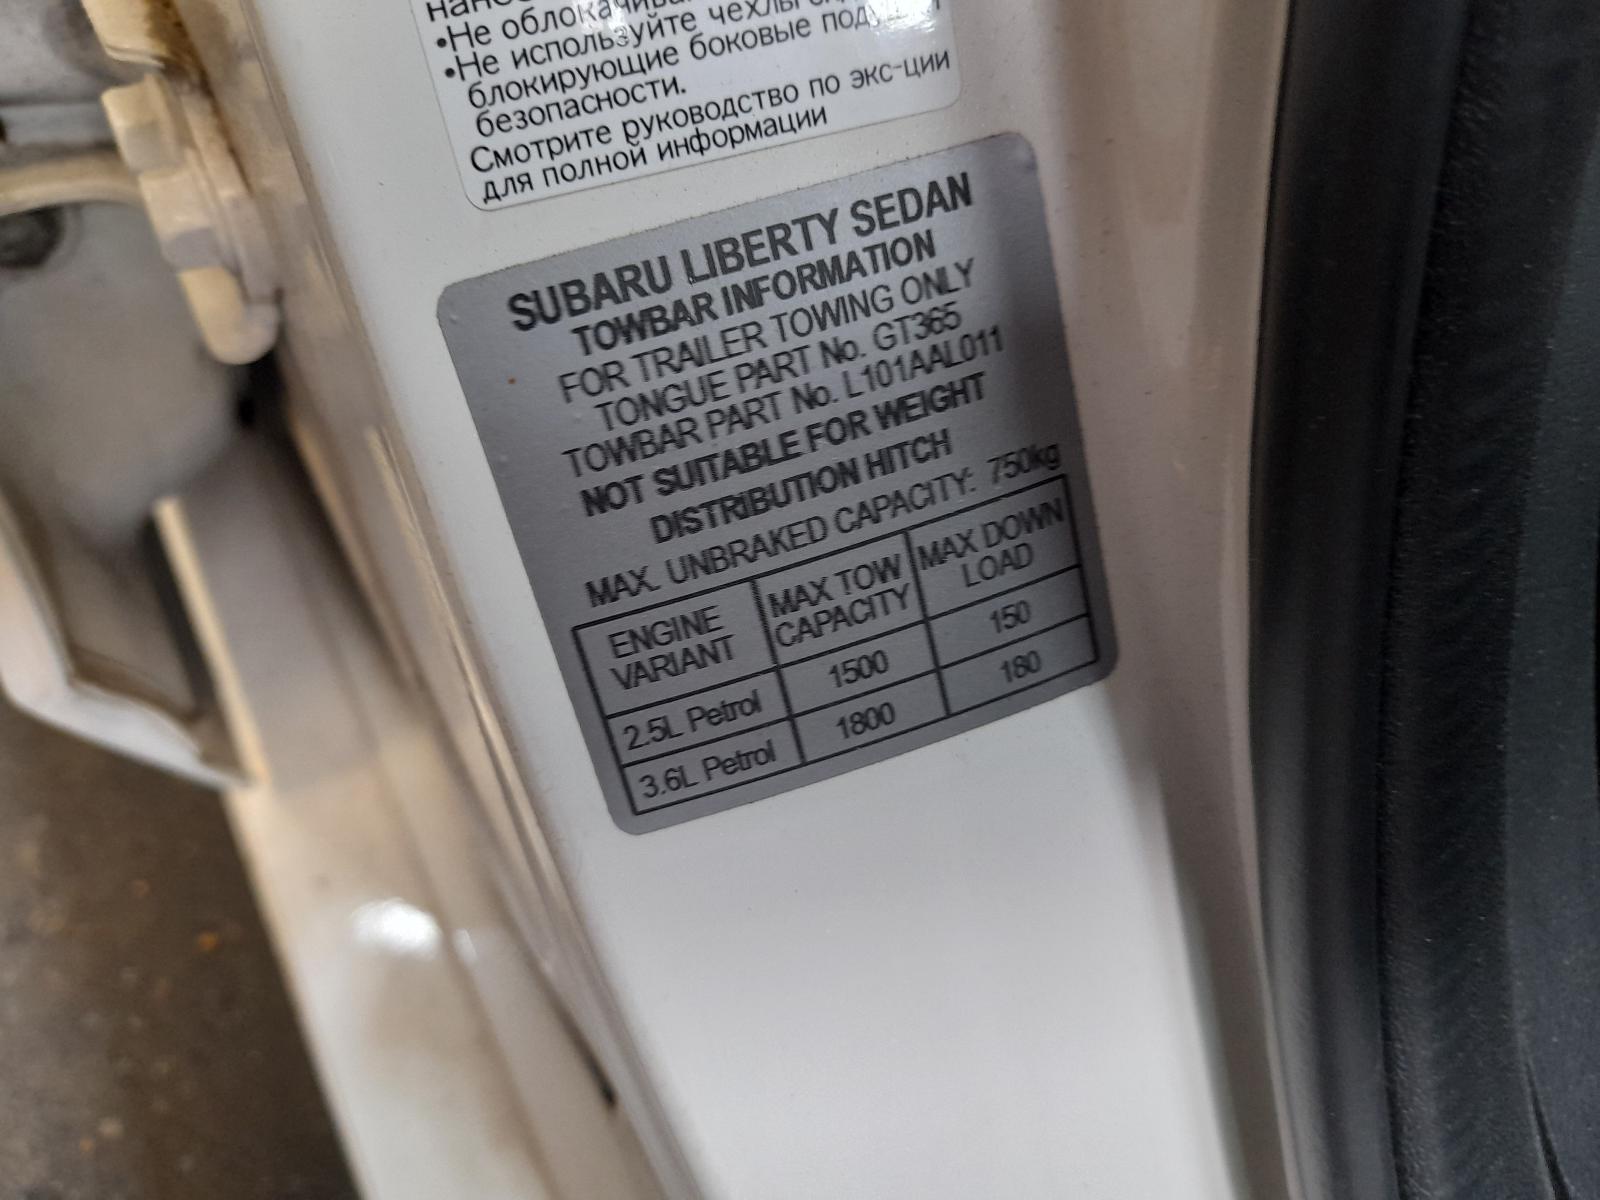 •Не
•Не используйте чехлы
блокирующие боковые
безопасности.
Смотрите руководство по экс-ции
для полной информации
SUBARU LIBERTY SEDAN
TOWBAR INFORMATION
FOR TRAILER TOWING ONLY
TONGUE PART No. GT365
TOWBAR PART No. L101AAL011
NOT SUITABLE FOR WEIGHT
DISTRIBUTION HITCH
MAX. UNBRAKED CAPACITY: 750kg
ENGINE VARIANT MAX TOW CAPACITY MAX DOWN LOAD
2.5L Petrol 1500 150
3.6L Petrol 1800 180